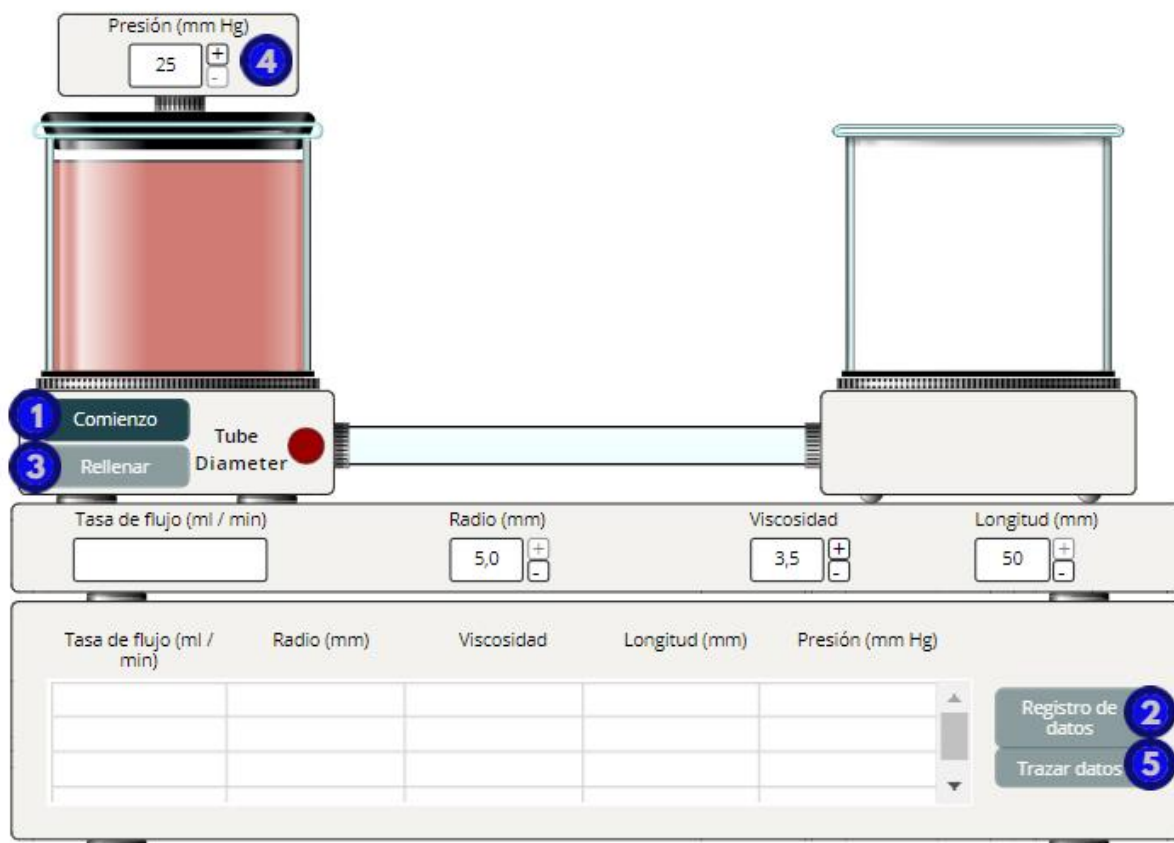 Presión (mm Hg)
25
+
-
4
1
Comienzo
3
Rellenar
Tube
Diameter
Tasa de flujo (ml / min)
Radio (mm)
Viscosidad
Longitud (mm)
5,0
+
-
3,5
+
-
50
+
-
Tasa de flujo (ml /
min)
Radio (mm)
Viscosidad
Longitud (mm)
Presión (mm Hg)
Registro de
datos
2
Trazar datos
5